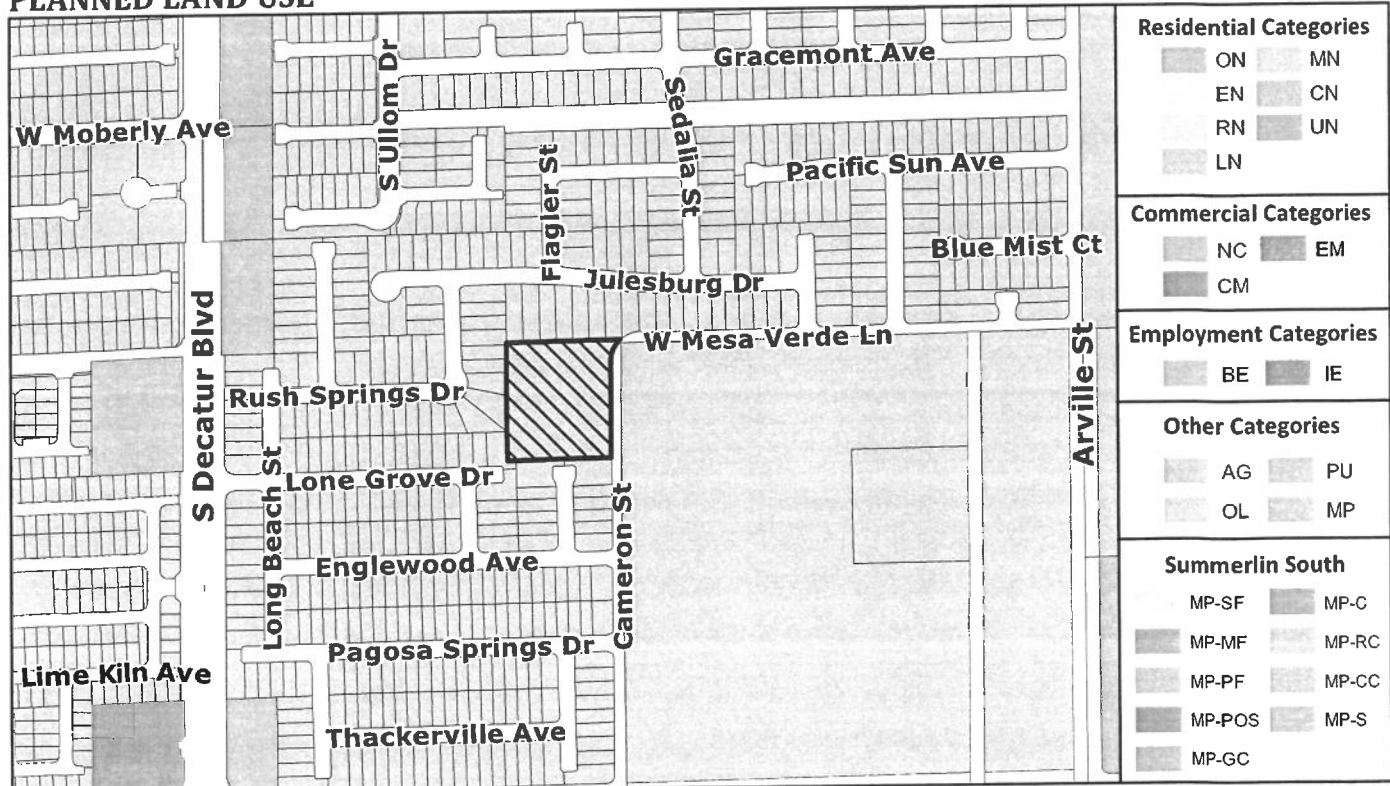 PLANNED LAND USE
Gracemont Ave
S Ullom Dr
Sedalia St
W Moberly Ave
Flagler St
Pacific Sun Ave
Blue Mist Ct
Julesburg Dr
S Decatur Blvd
W Mesa Verde Ln
Arville St
Rush Springs Dr
Long Beach St
Lone Grove Dr
Cameron St
Englewood Ave
Pagosa Springs Dr
Lime Kiln Ave
Thackerville Ave
Residential Categories
ON MN
EN CN
RN UN
LN
Commercial Categories
NC EM
CM
Employment Categories
BE IE
Other Categories
AG PU
OL MP
Summerlin South
MP-SF MP-C
MP-MF MP-RC
MP-PF MP-CC
MP-POS MP-S
MP-GC